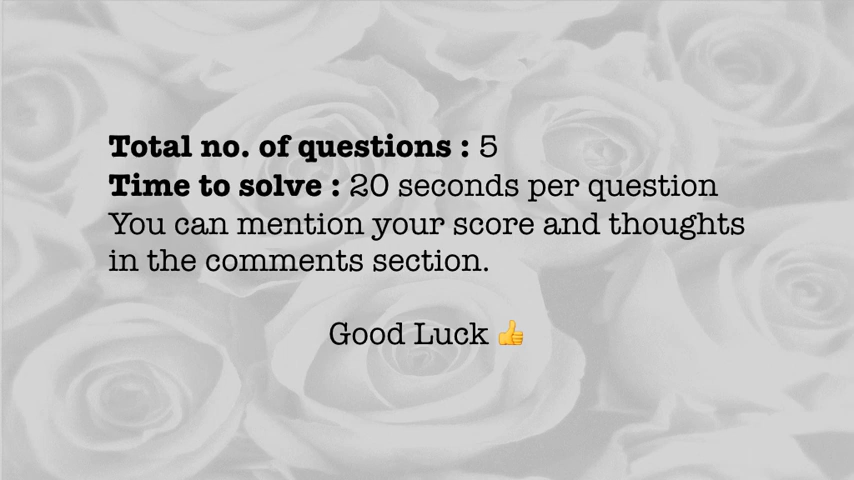 Total no. of questions : 5
Time to solve : 20 seconds per question
You can mention your score and thoughts
in the comments section.
Good Luck 👍